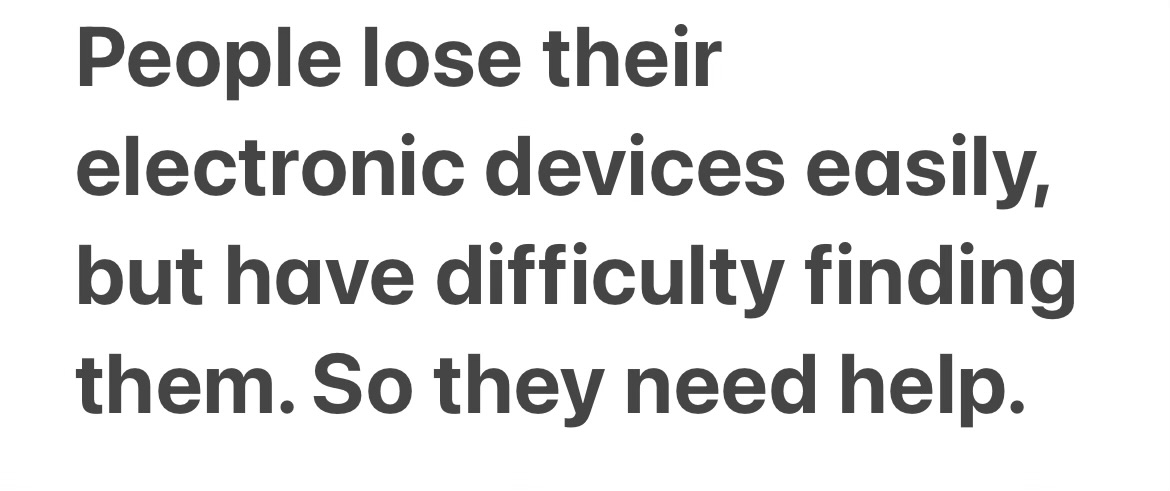 People lose their
electronic devices easily,
but have difficulty finding
them. So they need help.